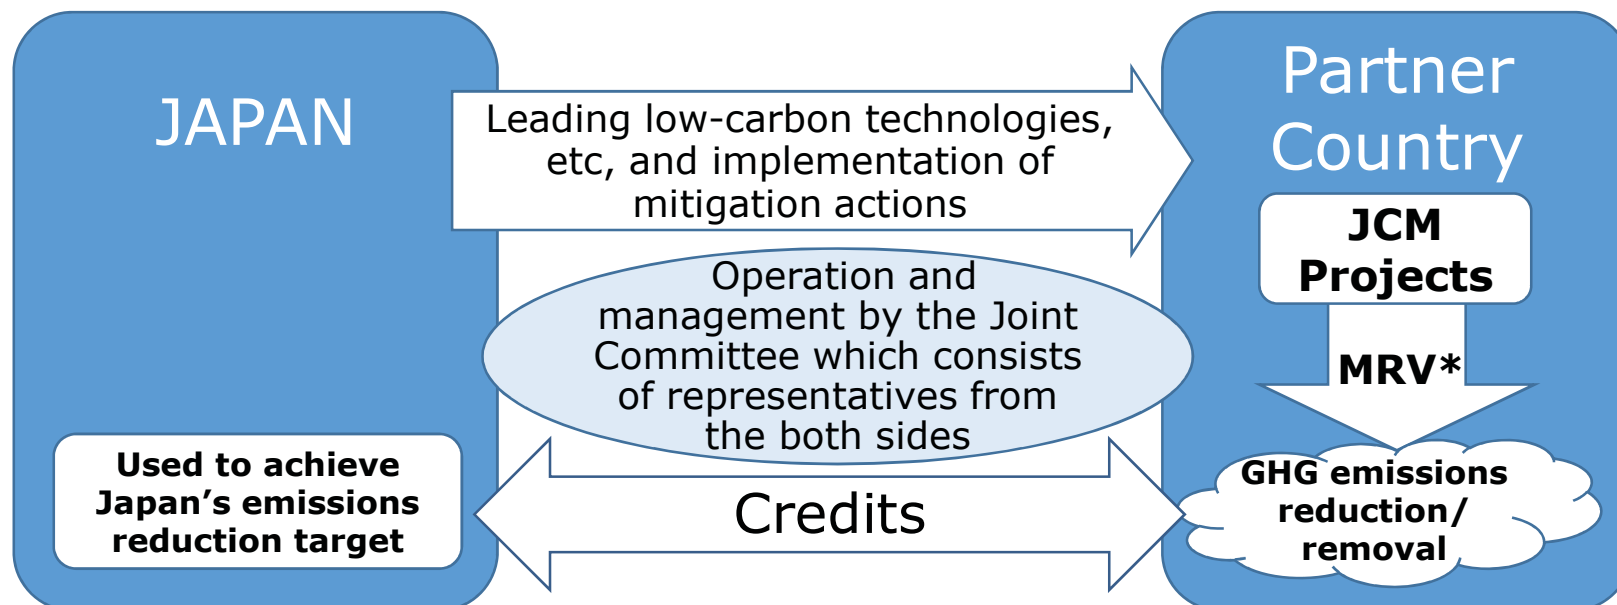 JAPAN
Leading low-carbon technologies,
etc, and implementation of
mitigation actions
Partner
Country
JCM
Projects
MRV*
Operation and
management by the Joint
Committee which consists
of representatives from
the both sides
Used to achieve
Japan’s emissions
reduction target
Credits
GHG emissions
reduction/
removal